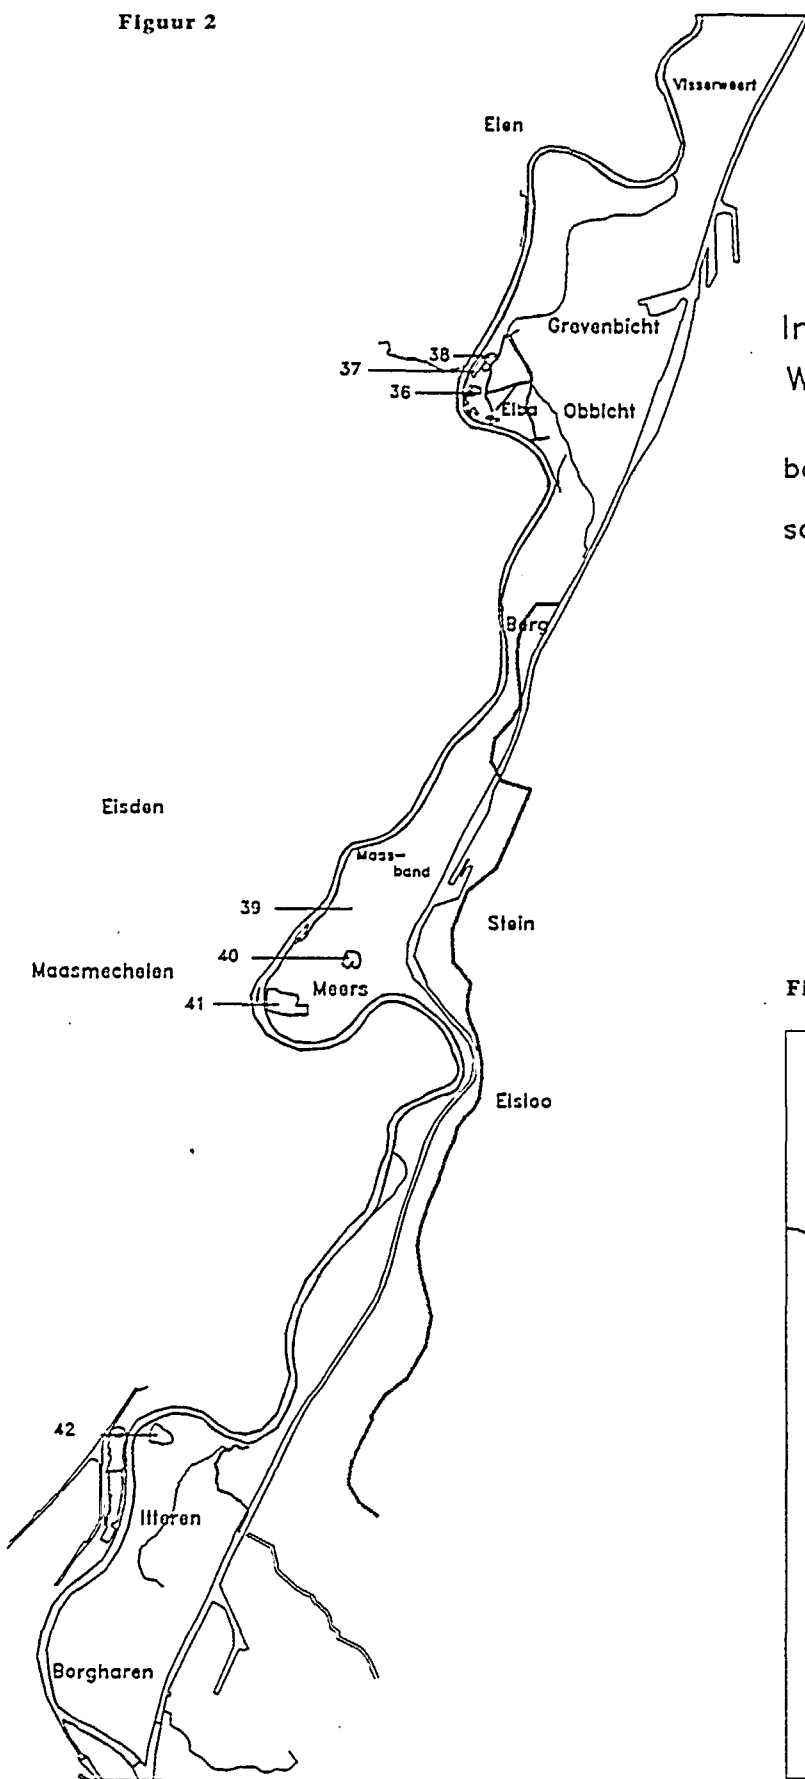 Figuur 2
Visserweert
Elen
Grevenbicht
38
37
36
Elba
Obbicht
Berg
Eisden
Maas-
band
39
Stein
40
Maasmechelen
Meers
41
Elsloo
42
Itteren
Borgharen